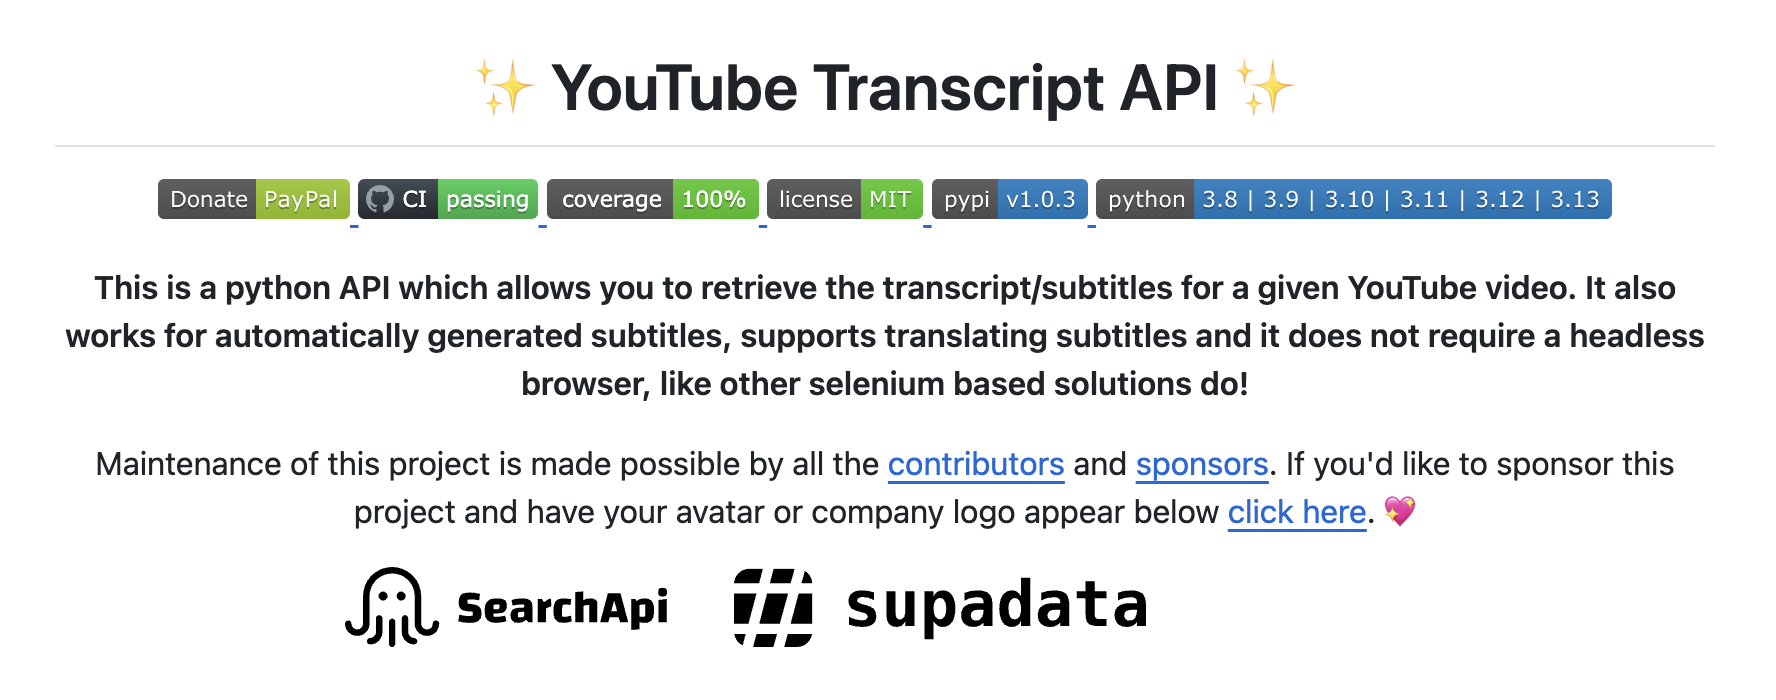 ✨ YouTube Transcript API ✨
Donate PayPal CI passing coverage 100% license MIT pypi v1.0.3 python 3.8 | 3.9 | 3.10 | 3.11 | 3.12 | 3.13
This is a python API which allows you to retrieve the transcript/subtitles for a given YouTube video. It also
works for automatically generated subtitles, supports translating subtitles and it does not require a headless
browser, like other selenium based solutions do!
Maintenance of this project is made possible by all the contributors and sponsors. If you'd like to sponsor this
project and have your avatar or company logo appear below click here. 💖
SearchApi supadata